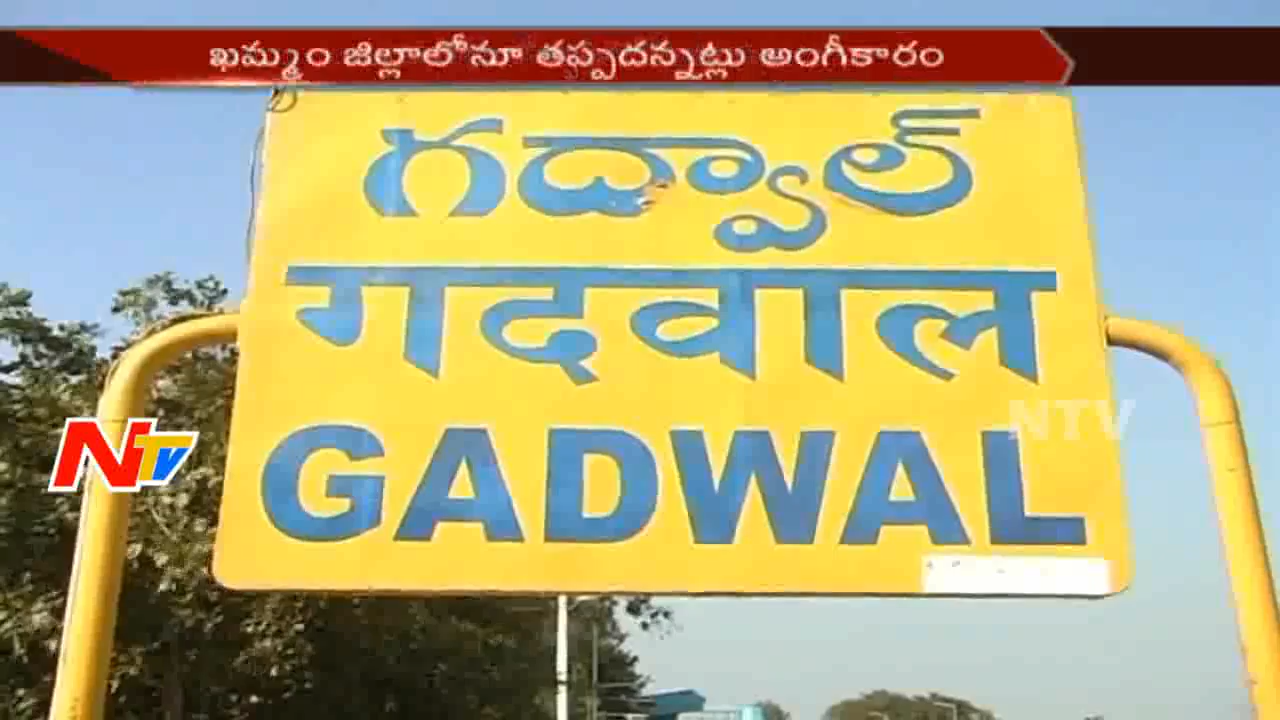 ఖమ్మం జిల్లాలోనూ తప్పదన్నట్లు అంగీకారం
గద్వాల్
गदवाल
GADWAL
NTV
NTV